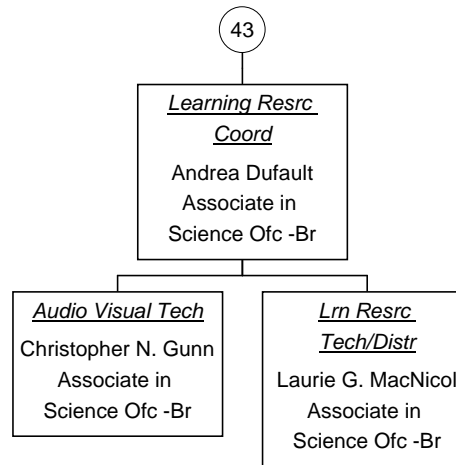 43
Learning Resrc
Coord
Andrea Dufault
Associate in
Science Ofc -Br
Audio Visual Tech
Christopher N. Gunn
Associate in
Science Ofc -Br
Lrn Resrc
Tech/Distr
Laurie G. MacNicol
Associate in
Science Ofc -Br